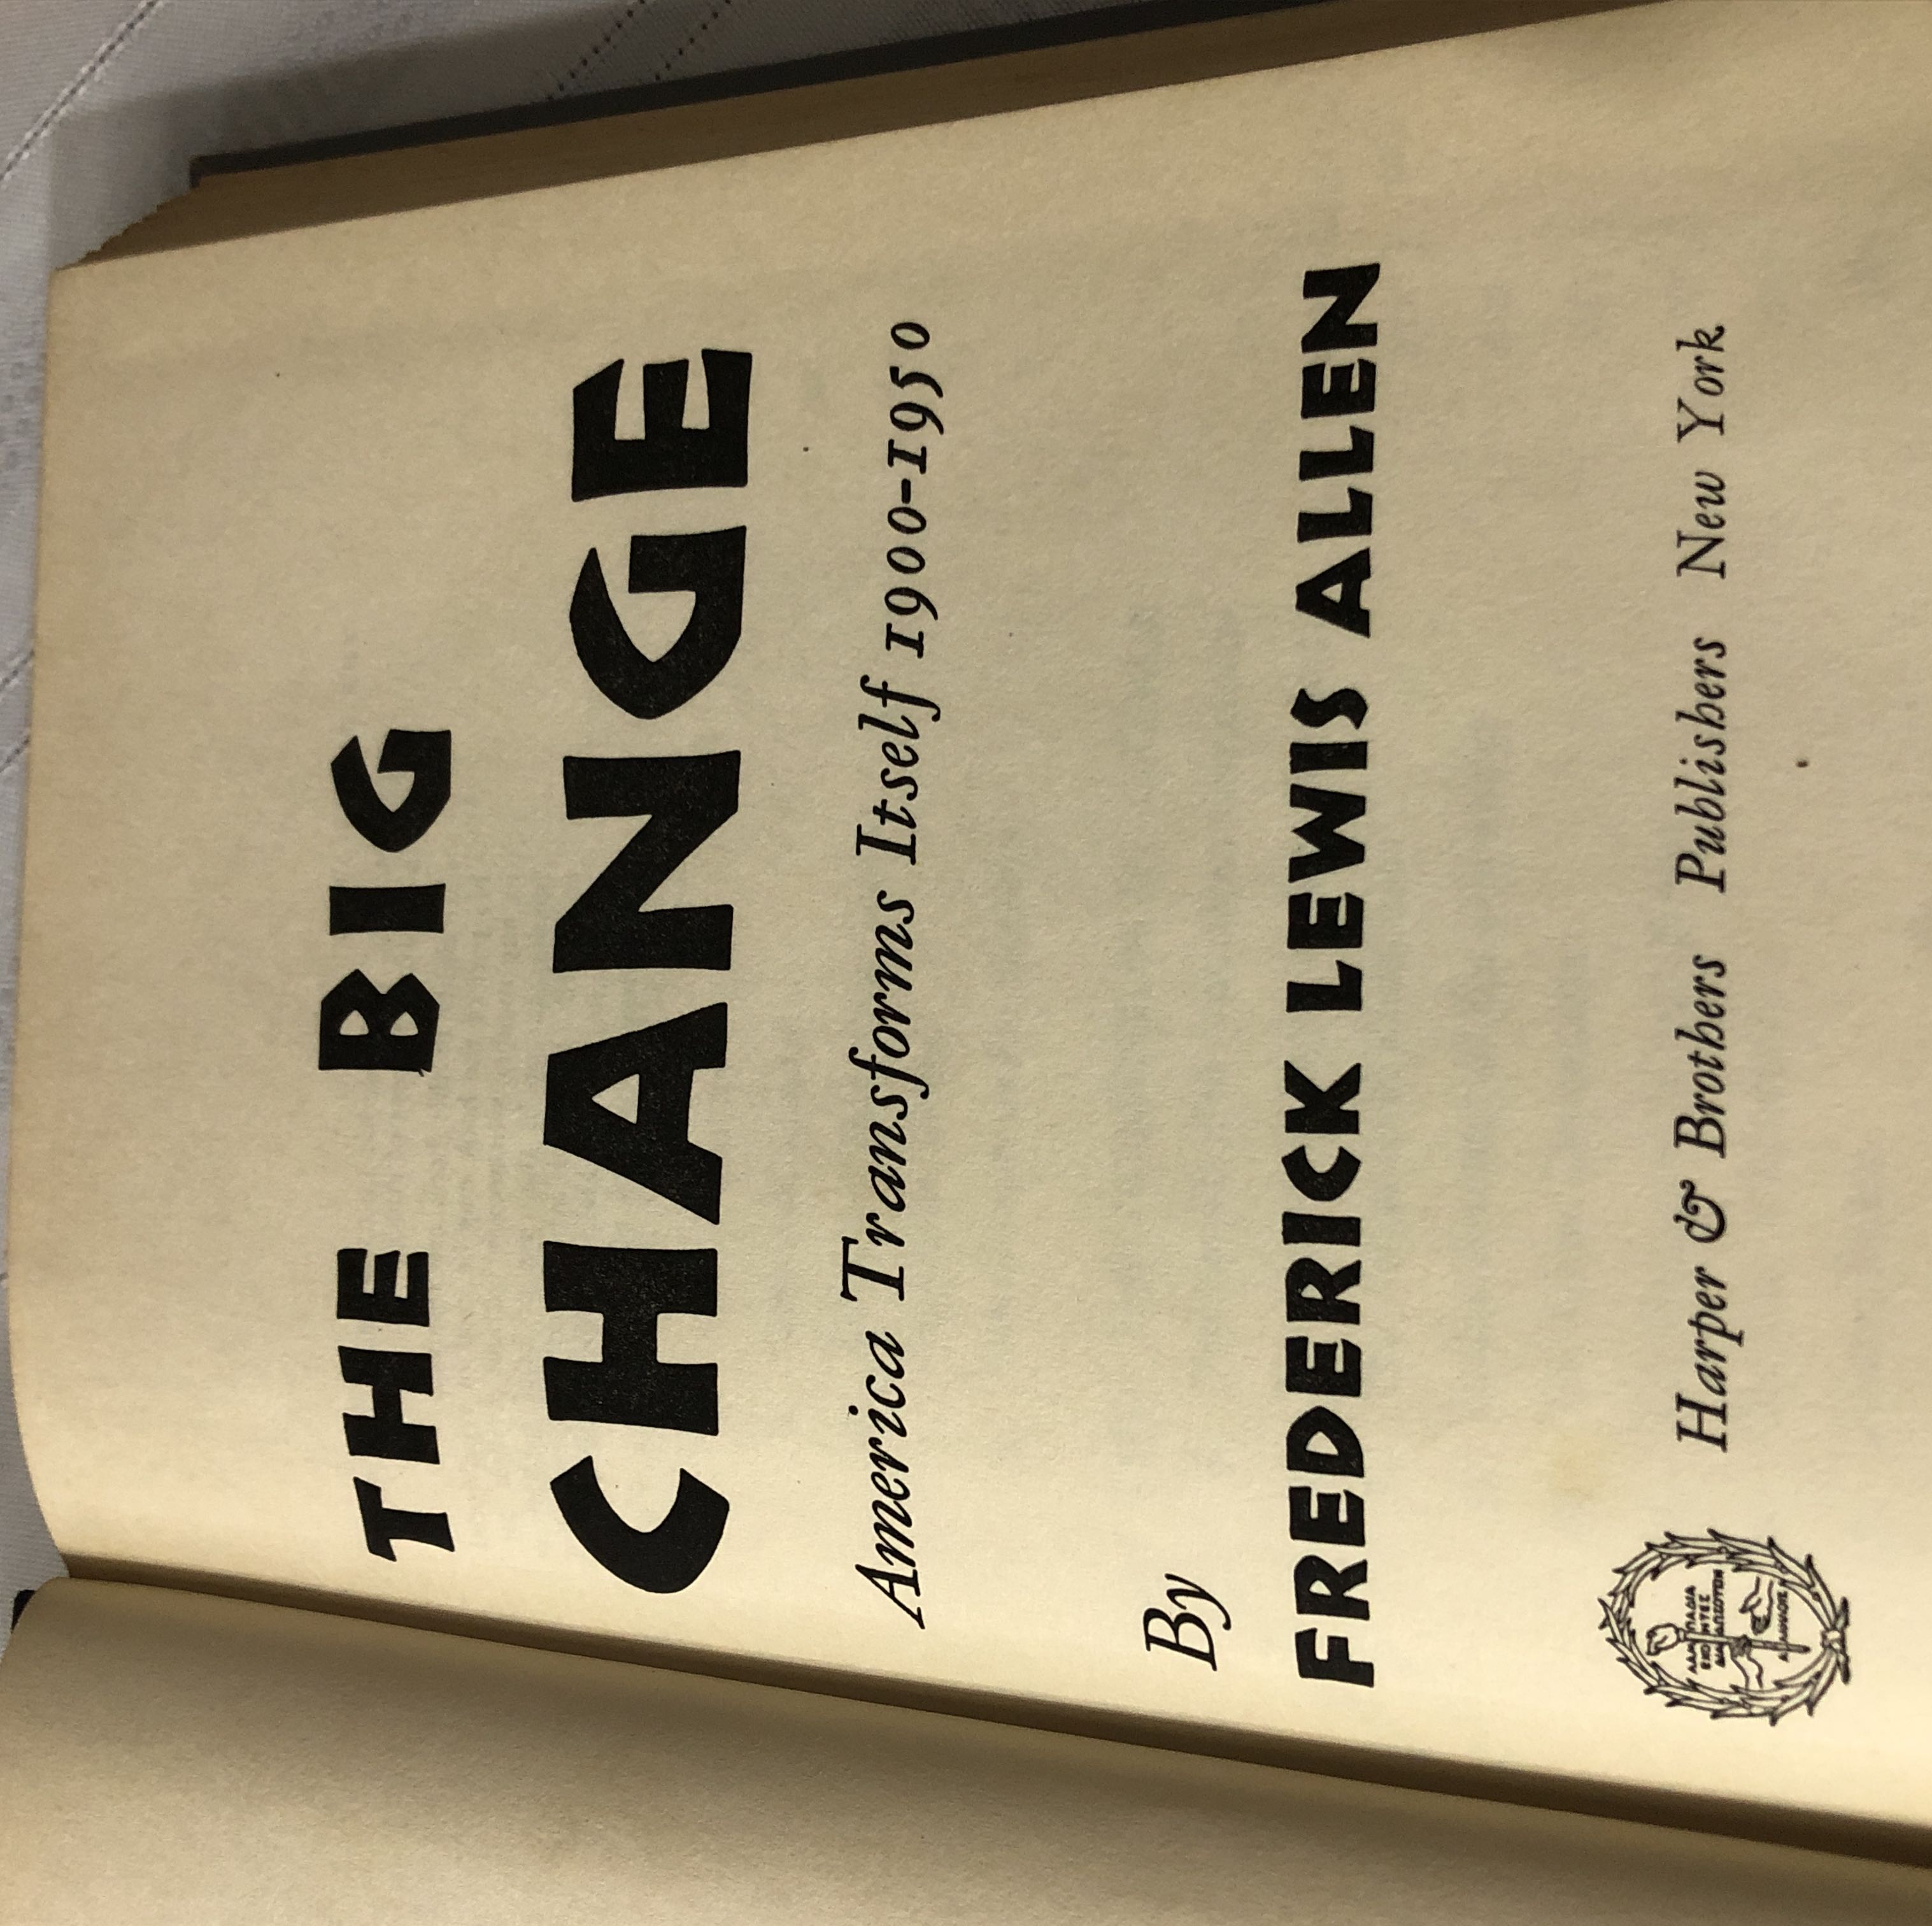 THE BIG
CHANGE
America Transforms Itself 1900-1950
By
FREDERICK LEWIS ALLEN
Harper & Brothers Publishers New York